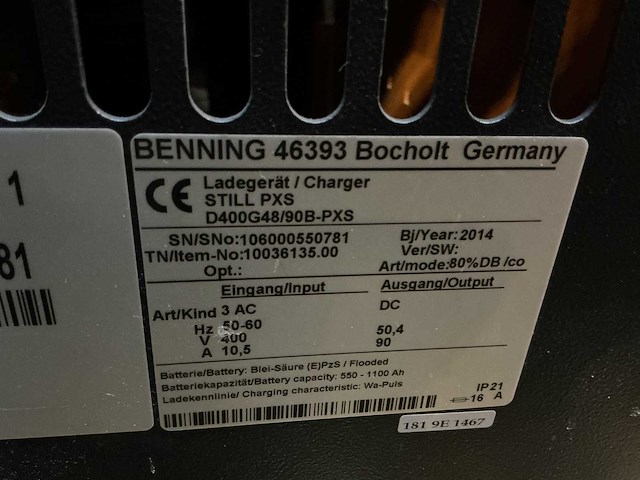 1
81
BENNING 46393 Bocholt Germany
CE Ladegerät / Charger
STILL PXS
D400G48/90B-PXS
SN/SNo:106000550781 Bj/Year:2014
TN/Item-No:10036135.00 Ver/SW:
Opt.: Art/mode:80%DB /co
Eingang/Input Ausgang/Output
Art/Kind 3 AC DC
Hz 50-60
V 400 50,4
A 10,5 90
Batterie/Battery: Blei-Säure (E)PzS / Flooded
Batteriekapazität/Battery capacity: 550 - 1100 Ah
Ladekennlinie/ Charging characteristic: Wa-Puls
IP21
16 A
181 9E 1467